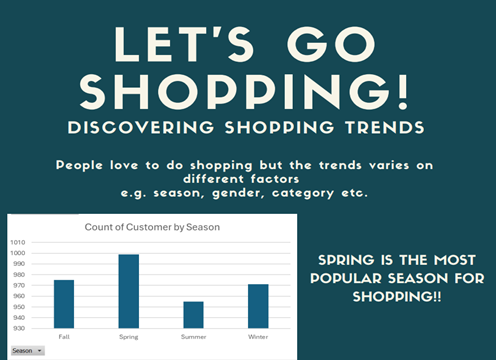 LET'S GO
SHOPPING!
DISCOVERING SHOPPING TRENDS
People love to do shopping but the trends varies on
different factors
e.g. season, gender, category etc.
Count of Customer by Season
1010
1000
990
980
970
960
950
940
930
Fall Spring Summer Winter
Season
SPRING IS THE MOST
POPULAR SEASON FOR
SHOPPING!!